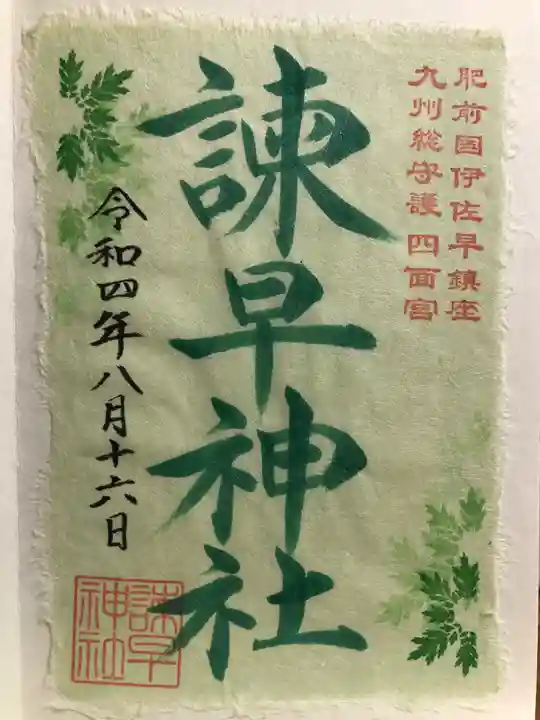 肥前国伊佐早鎮座
九州総守護 四面宮
諫早神社
令和四年八月十六日
諫早
神社